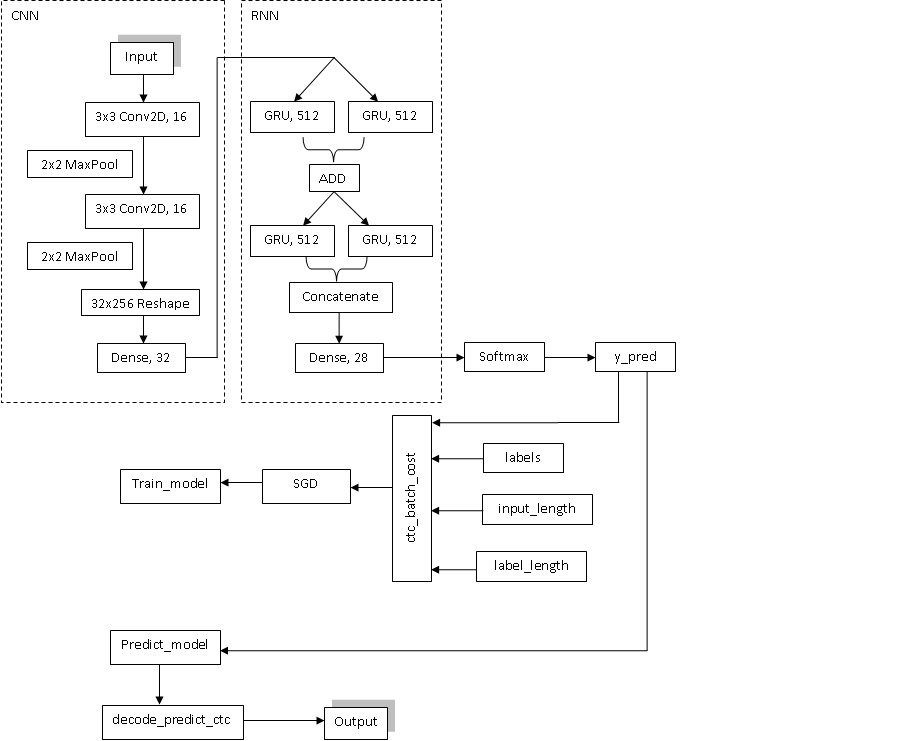 CNN
RNN
Input
3x3 Conv2D, 16
2x2 MaxPool
3x3 Conv2D, 16
2x2 MaxPool
32x256 Reshape
Dense, 32
GRU, 512
GRU, 512
ADD
GRU, 512
GRU, 512
Concatenate
Dense, 28
Softmax
y_pred
labels
input_length
label_length
ctc_batch_cost
SGD
Train_model
Predict_model
decode_predict_ctc
Output